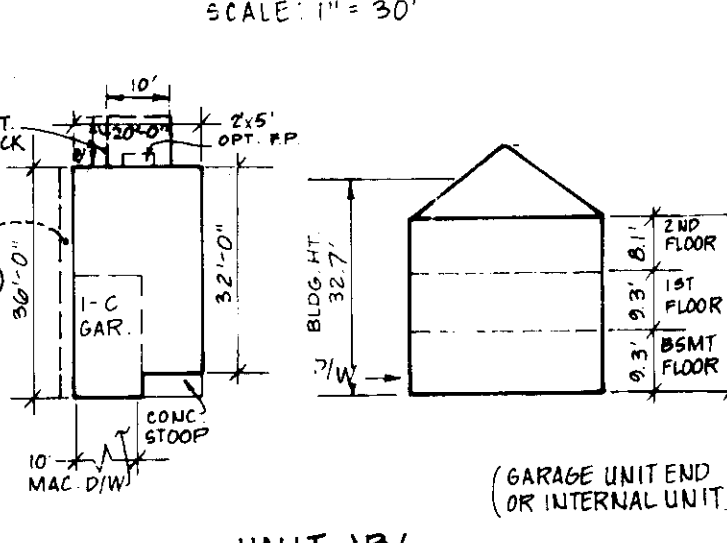 SCALE: 1" = 30'
10'
20'-0"
2'x5'
OPT. F.P.
8'
36'-0"
32'-0"
1-C
GAR.
CONC.
STOOP
10'
MAC. D/W
BLDG. HT.
32.7'
D/W
8.1'
2ND
FLOOR
9.3'
1ST
FLOOR
9.3'
BSMT
FLOOR
(GARAGE UNIT END
OR INTERNAL UNIT